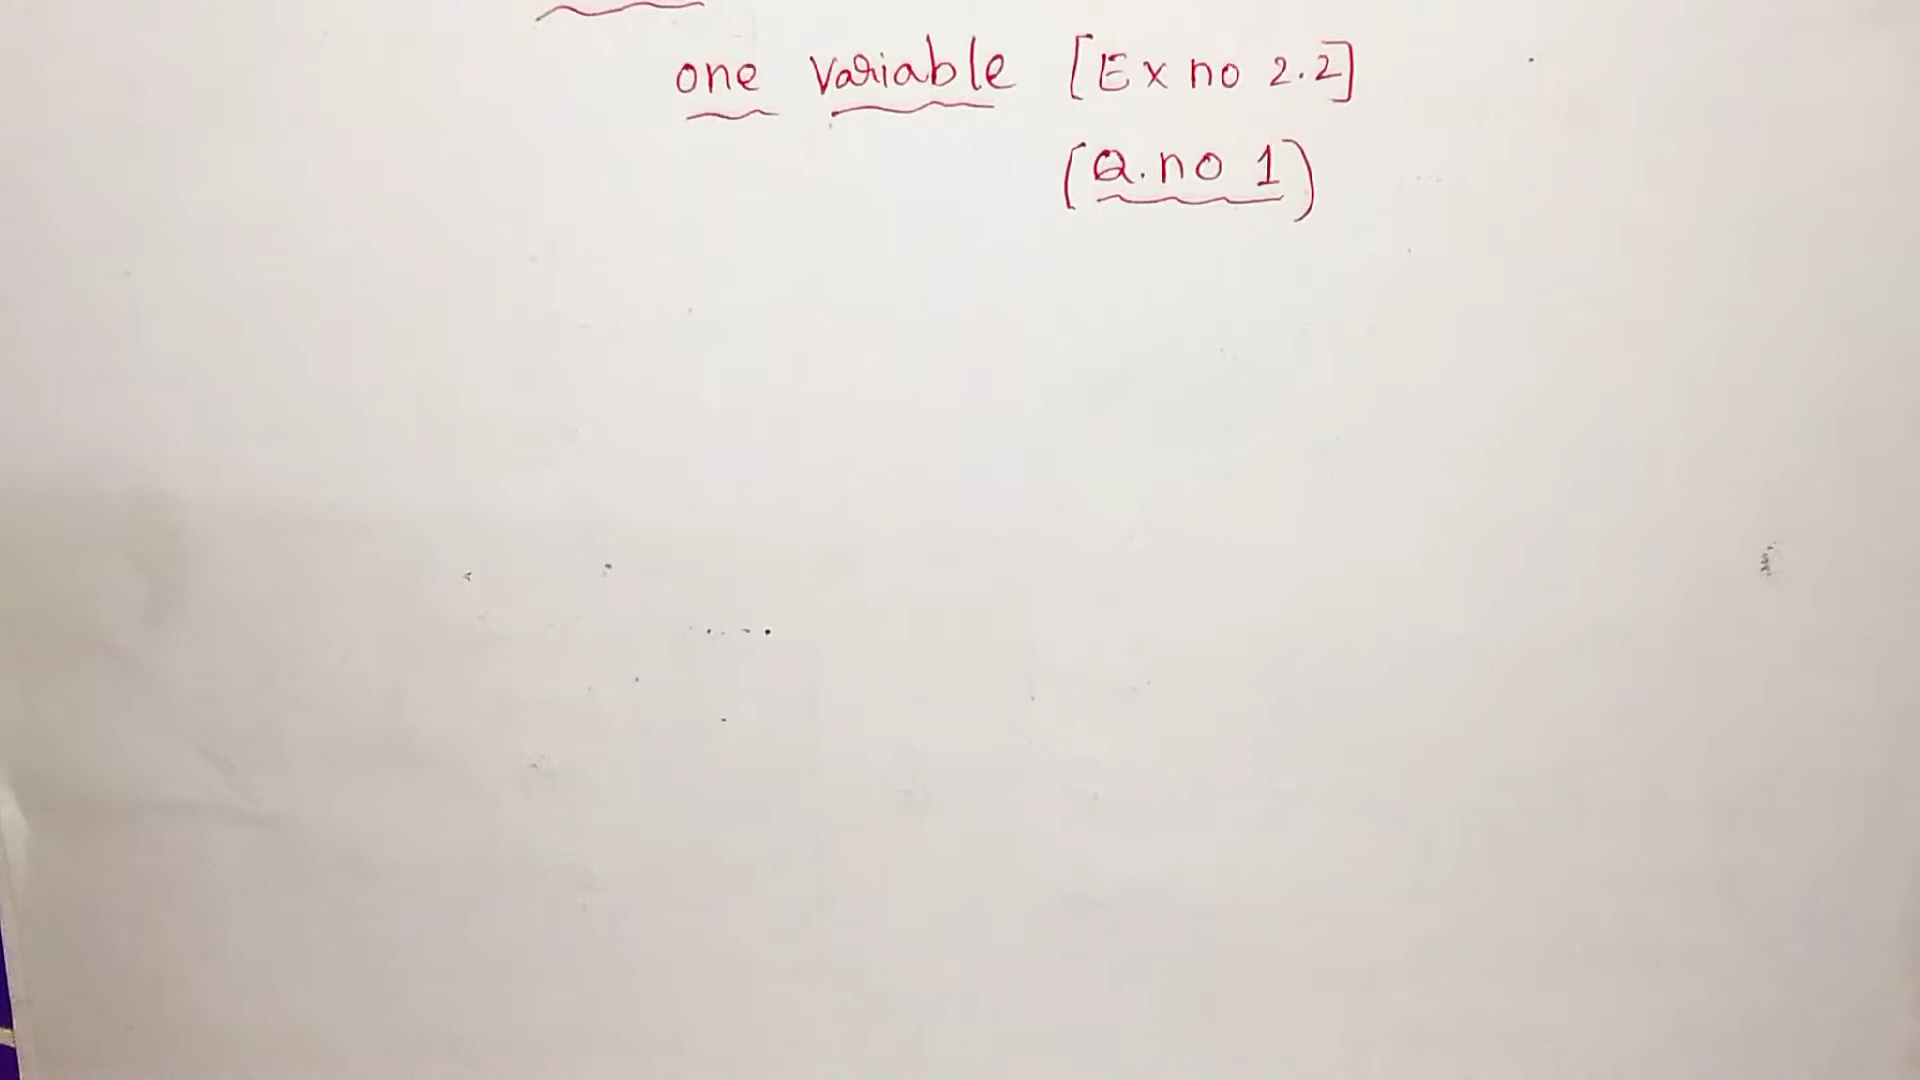 one variable [Ex no 2.2]
(Q.no 1)